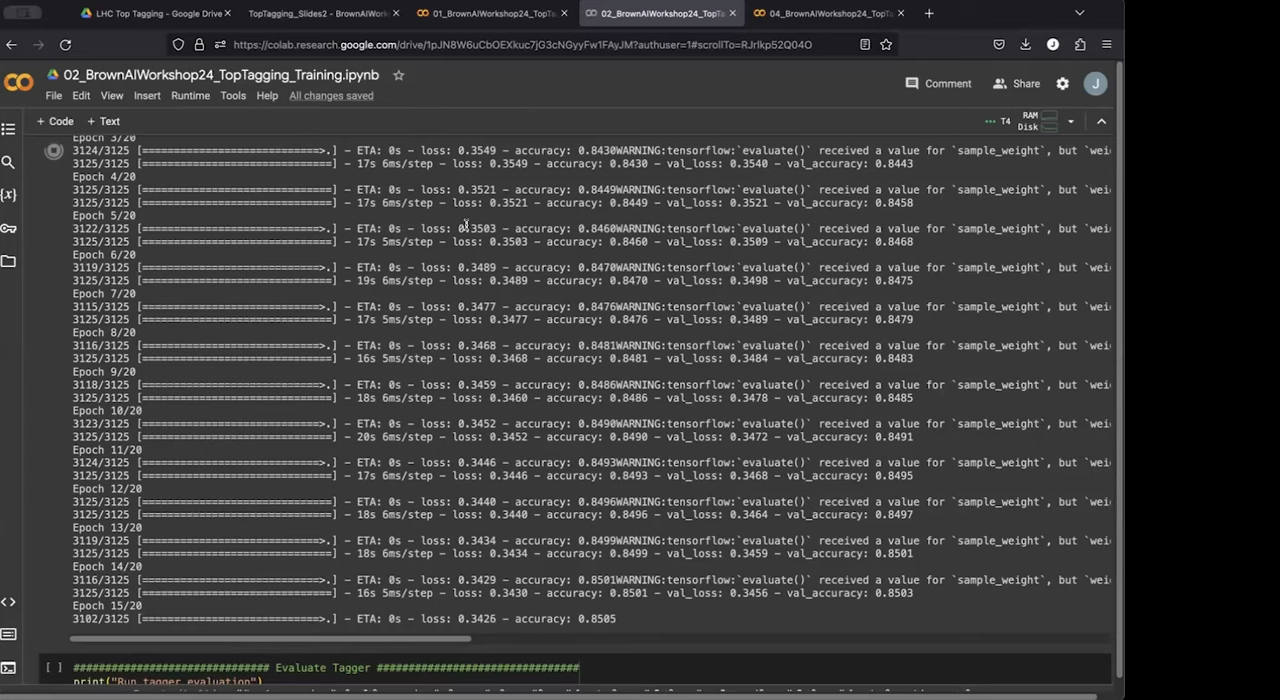 LHC Top Tagging - Google Drive
TopTagging_Slides2 - BrownAIWork
01_BrownAIWorkshop24_TopTa
02_BrownAIWorkshop24_TopTa
04_BrownAIWorkshop24_TopTa
https://colab.research.google.com/drive/1pJN8W6uCbOEXkuc7jG3cNGyyFw1FAyJM?authuser=1#scrollTo=RJrlkp52Q04O
02_BrownAIWorkshop24_TopTagging_Training.ipynb
Comment Share
File Edit View Insert Runtime Tools Help All changes saved
+ Code + Text
T4 RAM
Disk
Epoch 3/20
3124/3125 [==============================>.] - ETA: 0s - loss: 0.3549 - accuracy: 0.8430WARNING:tensorflow:`evaluate()` received a value for `sample_weight`, but `wei
3125/3125 [===============================] - 17s 6ms/step - loss: 0.3549 - accuracy: 0.8430 - val_loss: 0.3540 - val_accuracy: 0.8443
Epoch 4/20
3125/3125 [==============================>.] - ETA: 0s - loss: 0.3521 - accuracy: 0.8449WARNING:tensorflow:`evaluate()` received a value for `sample_weight`, but `wei
3125/3125 [===============================] - 17s 6ms/step - loss: 0.3521 - accuracy: 0.8449 - val_loss: 0.3521 - val_accuracy: 0.8458
Epoch 5/20
3122/3125 [==============================>.] - ETA: 0s - loss: 0.3503 - accuracy: 0.8460WARNING:tensorflow:`evaluate()` received a value for `sample_weight`, but `wei
3125/3125 [===============================] - 17s 5ms/step - loss: 0.3503 - accuracy: 0.8460 - val_loss: 0.3509 - val_accuracy: 0.8468
Epoch 6/20
3119/3125 [==============================>.] - ETA: 0s - loss: 0.3489 - accuracy: 0.8470WARNING:tensorflow:`evaluate()` received a value for `sample_weight`, but `wei
3125/3125 [===============================] - 19s 6ms/step - loss: 0.3489 - accuracy: 0.8470 - val_loss: 0.3498 - val_accuracy: 0.8475
Epoch 7/20
3115/3125 [==============================>.] - ETA: 0s - loss: 0.3477 - accuracy: 0.8476WARNING:tensorflow:`evaluate()` received a value for `sample_weight`, but `wei
3125/3125 [===============================] - 17s 5ms/step - loss: 0.3477 - accuracy: 0.8476 - val_loss: 0.3489 - val_accuracy: 0.8479
Epoch 8/20
3116/3125 [==============================>.] - ETA: 0s - loss: 0.3468 - accuracy: 0.8481WARNING:tensorflow:`evaluate()` received a value for `sample_weight`, but `wei
3125/3125 [===============================] - 16s 5ms/step - loss: 0.3468 - accuracy: 0.8481 - val_loss: 0.3484 - val_accuracy: 0.8483
Epoch 9/20
3118/3125 [==============================>.] - ETA: 0s - loss: 0.3459 - accuracy: 0.8486WARNING:tensorflow:`evaluate()` received a value for `sample_weight`, but `wei
3125/3125 [===============================] - 18s 6ms/step - loss: 0.3460 - accuracy: 0.8486 - val_loss: 0.3478 - val_accuracy: 0.8485
Epoch 10/20
3123/3125 [==============================>.] - ETA: 0s - loss: 0.3452 - accuracy: 0.8490WARNING:tensorflow:`evaluate()` received a value for `sample_weight`, but `wei
3125/3125 [===============================] - 20s 6ms/step - loss: 0.3452 - accuracy: 0.8490 - val_loss: 0.3472 - val_accuracy: 0.8491
Epoch 11/20
3124/3125 [==============================>.] - ETA: 0s - loss: 0.3446 - accuracy: 0.8493WARNING:tensorflow:`evaluate()` received a value for `sample_weight`, but `wei
3125/3125 [===============================] - 17s 6ms/step - loss: 0.3446 - accuracy: 0.8493 - val_loss: 0.3468 - val_accuracy: 0.8495
Epoch 12/20
3125/3125 [==============================>.] - ETA: 0s - loss: 0.3440 - accuracy: 0.8496WARNING:tensorflow:`evaluate()` received a value for `sample_weight`, but `wei
3125/3125 [===============================] - 18s 6ms/step - loss: 0.3440 - accuracy: 0.8496 - val_loss: 0.3464 - val_accuracy: 0.8497
Epoch 13/20
3119/3125 [==============================>.] - ETA: 0s - loss: 0.3434 - accuracy: 0.8499WARNING:tensorflow:`evaluate()` received a value for `sample_weight`, but `wei
3125/3125 [===============================] - 18s 6ms/step - loss: 0.3434 - accuracy: 0.8499 - val_loss: 0.3459 - val_accuracy: 0.8501
Epoch 14/20
3116/3125 [==============================>.] - ETA: 0s - loss: 0.3429 - accuracy: 0.8501WARNING:tensorflow:`evaluate()` received a value for `sample_weight`, but `wei
3125/3125 [===============================] - 16s 5ms/step - loss: 0.3430 - accuracy: 0.8501 - val_loss: 0.3456 - val_accuracy: 0.8503
Epoch 15/20
3102/3125 [==============================>.] - ETA: 0s - loss: 0.3426 - accuracy: 0.8505
[ ] ############################## Evaluate Tagger ###############################
print("Run tagger evaluation")